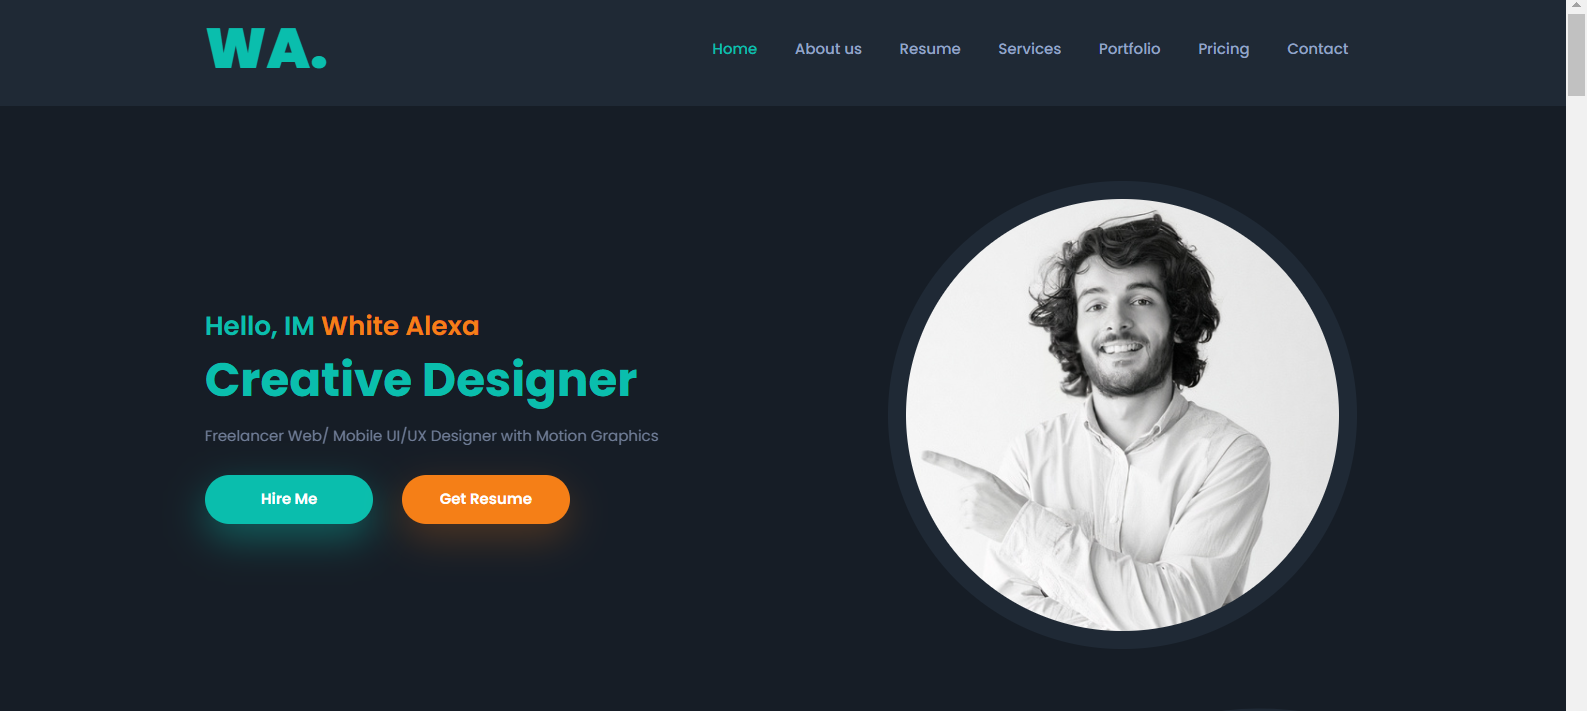 WA.
Home About us Resume Services Portfolio Pricing Contact
Hello, IM White Alexa
Creative Designer
Freelancer Web/ Mobile UI/UX Designer with Motion Graphics
Hire Me Get Resume